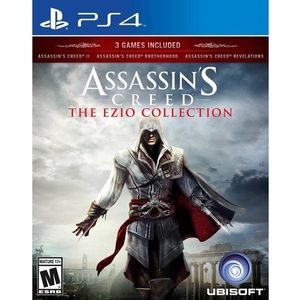 PS4
3 GAMES INCLUDED
ASSASSIN'S CREED® II ASSASSIN'S CREED® BROTHERHOOD ASSASSIN'S CREED® REVELATIONS
ASSASSIN'S
CREED
THE EZIO COLLECTION
MATURE 17+
M
ESRB
UBISOFT